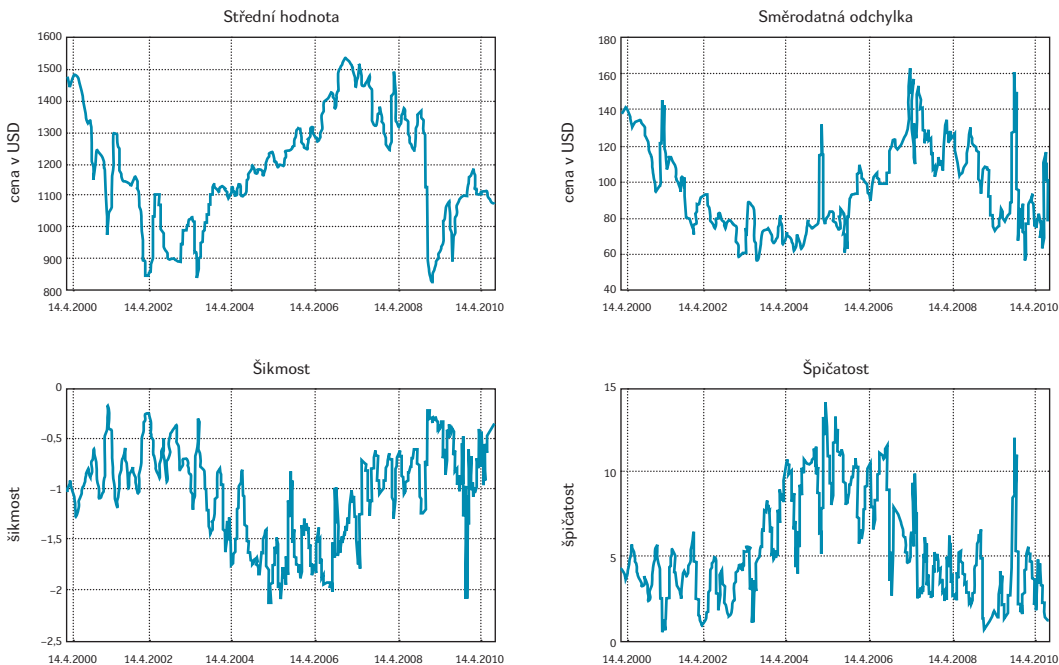 Střední hodnota
cena v USD
1600
1500
1400
1300
1200
1100
1000
900
800
14.4.2000 14.4.2002 14.4.2004 14.4.2006 14.4.2008 14.4.2010
Směrodatná odchylka
cena v USD
180
160
140
120
100
80
60
40
14.4.2000 14.4.2002 14.4.2004 14.4.2006 14.4.2008 14.4.2010
Šikmost
šikmost
0
−0,5
−1
−1,5
−2
−2,5
14.4.2000 14.4.2002 14.4.2004 14.4.2006 14.4.2008 14.4.2010
Špičatost
špičatost
15
10
5
0
14.4.2000 14.4.2002 14.4.2004 14.4.2006 14.4.2008 14.4.2010